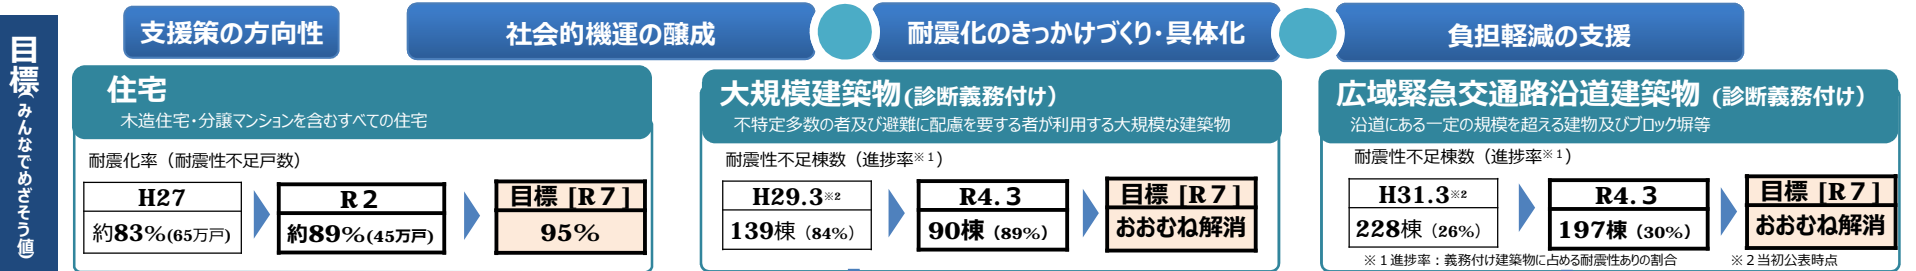 目標(みんなでめざそう値)
支援策の方向性
社会的機運の醸成
耐震化のきっかけづくり・具体化
負担軽減の支援
住宅
木造住宅・分譲マンションを含むすべての住宅
耐震化率（耐震性不足戸数）
H27
約83%(65万戸)
R２
約89%(45万戸)
目標 [R７]
95%
大規模建築物(診断義務付け)
不特定多数の者及び避難に配慮を要する者が利用する大規模な建築物
耐震性不足棟数（進捗率※１）
H29.3※2
139棟（84%）
R4.３
90棟（89%）
目標 [R７]
おおむね解消
広域緊急交通路沿道建築物 (診断義務付け)
沿道にある一定の規模を超える建物及びブロック塀等
耐震性不足棟数（進捗率※１）
H31.3※2
228棟（26%）
R4.３
197棟（30%）
目標 [R７]
おおむね解消
※１進捗率：義務付け建築物に占める耐震性ありの割合
※２当初公表時点